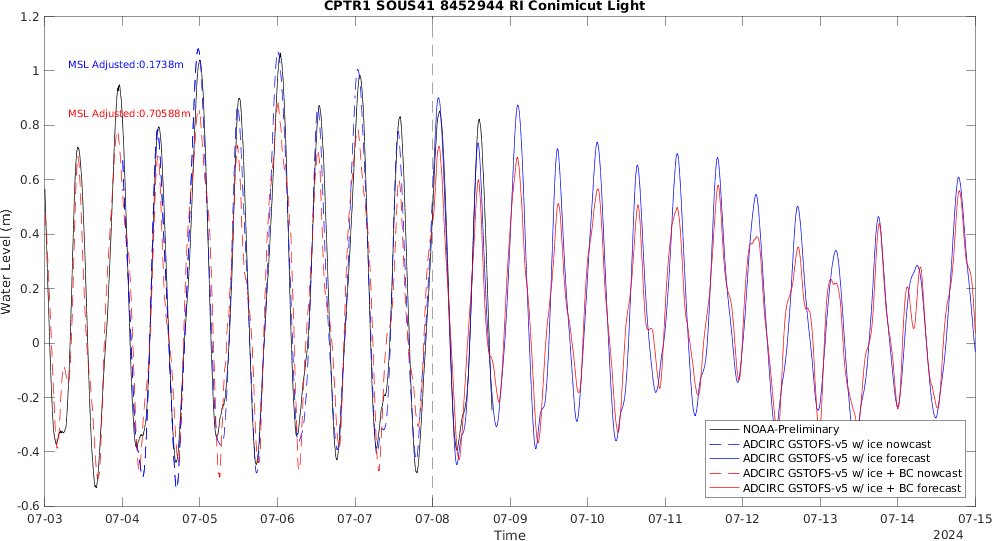 CPTR1 SOUS41 8452944 RI Conimicut Light
1.2
1
0.8
0.6
0.4
0.2
0
-0.2
-0.4
-0.6
Water Level (m)
MSL Adjusted:0.1738m
MSL Adjusted:0.70588m
NOAA-Preliminary
ADCIRC GSTOFS-v5 w/ ice nowcast
ADCIRC GSTOFS-v5 w/ ice forecast
ADCIRC GSTOFS-v5 w/ ice + BC nowcast
ADCIRC GSTOFS-v5 w/ ice + BC forecast
07-03 07-04 07-05 07-06 07-07 07-08 07-09 07-10 07-11 07-12 07-13 07-14 07-15
Time
2024